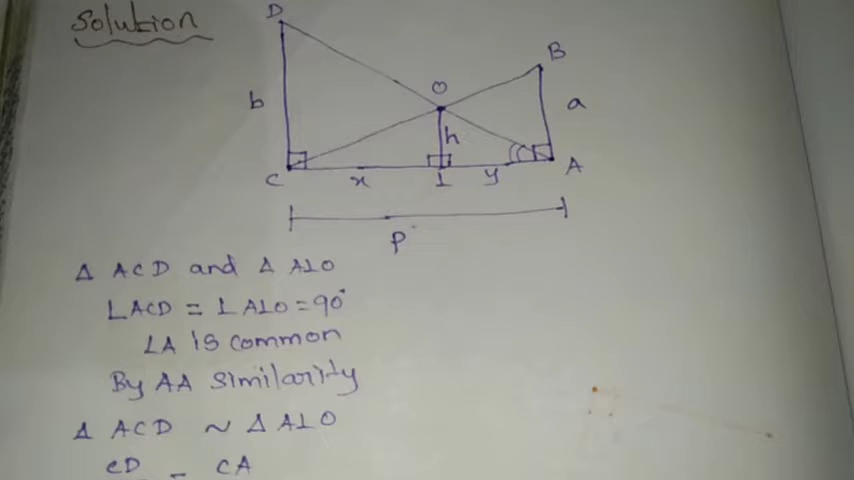 Solution
D
B
O
b
a
h
C
x
L
y
A
P
Δ ACD and Δ ALO
∠ACD = ∠ALO = 90°
∠A is common
By AA Similarity
Δ ACD ~ Δ ALO
CD = CA